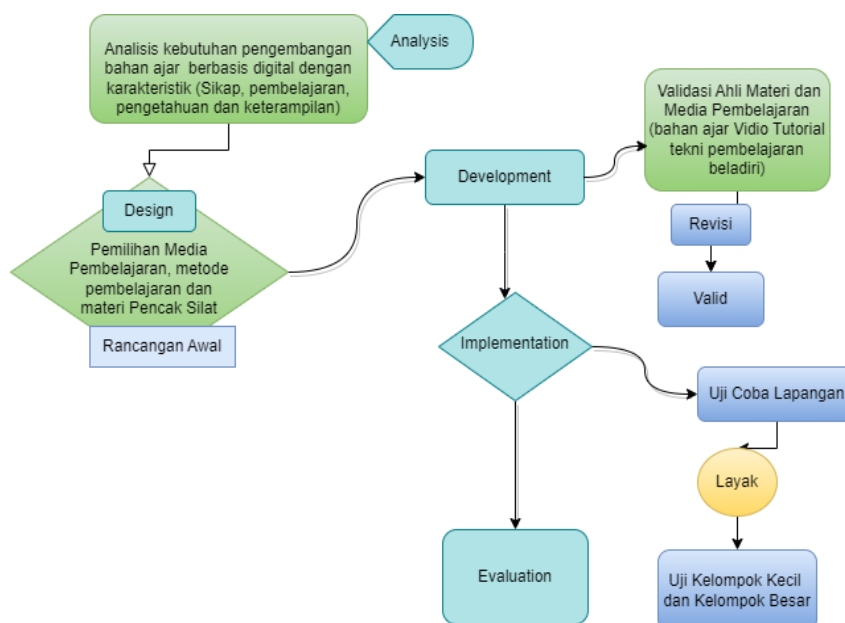 Analisis kebutuhan pengembangan
bahan ajar berbasis digital dengan
karakteristik (Sikap, pembelajaran,
pengetahuan dan keterampilan)
Analysis
Design
Pemilihan Media
Pembelajaran, metode
pembelajaran dan
materi Pencak Silat
Rancangan Awal
Development
Validasi Ahli Materi dan
Media Pembelajaran
(bahan ajar Vidio Tutorial
tekni pembelajaran
beladiri)
Revisi
Valid
Implementation
Uji Coba Lapangan
Layak
Uji Kelompok Kecil
dan Kelompok Besar
Evaluation